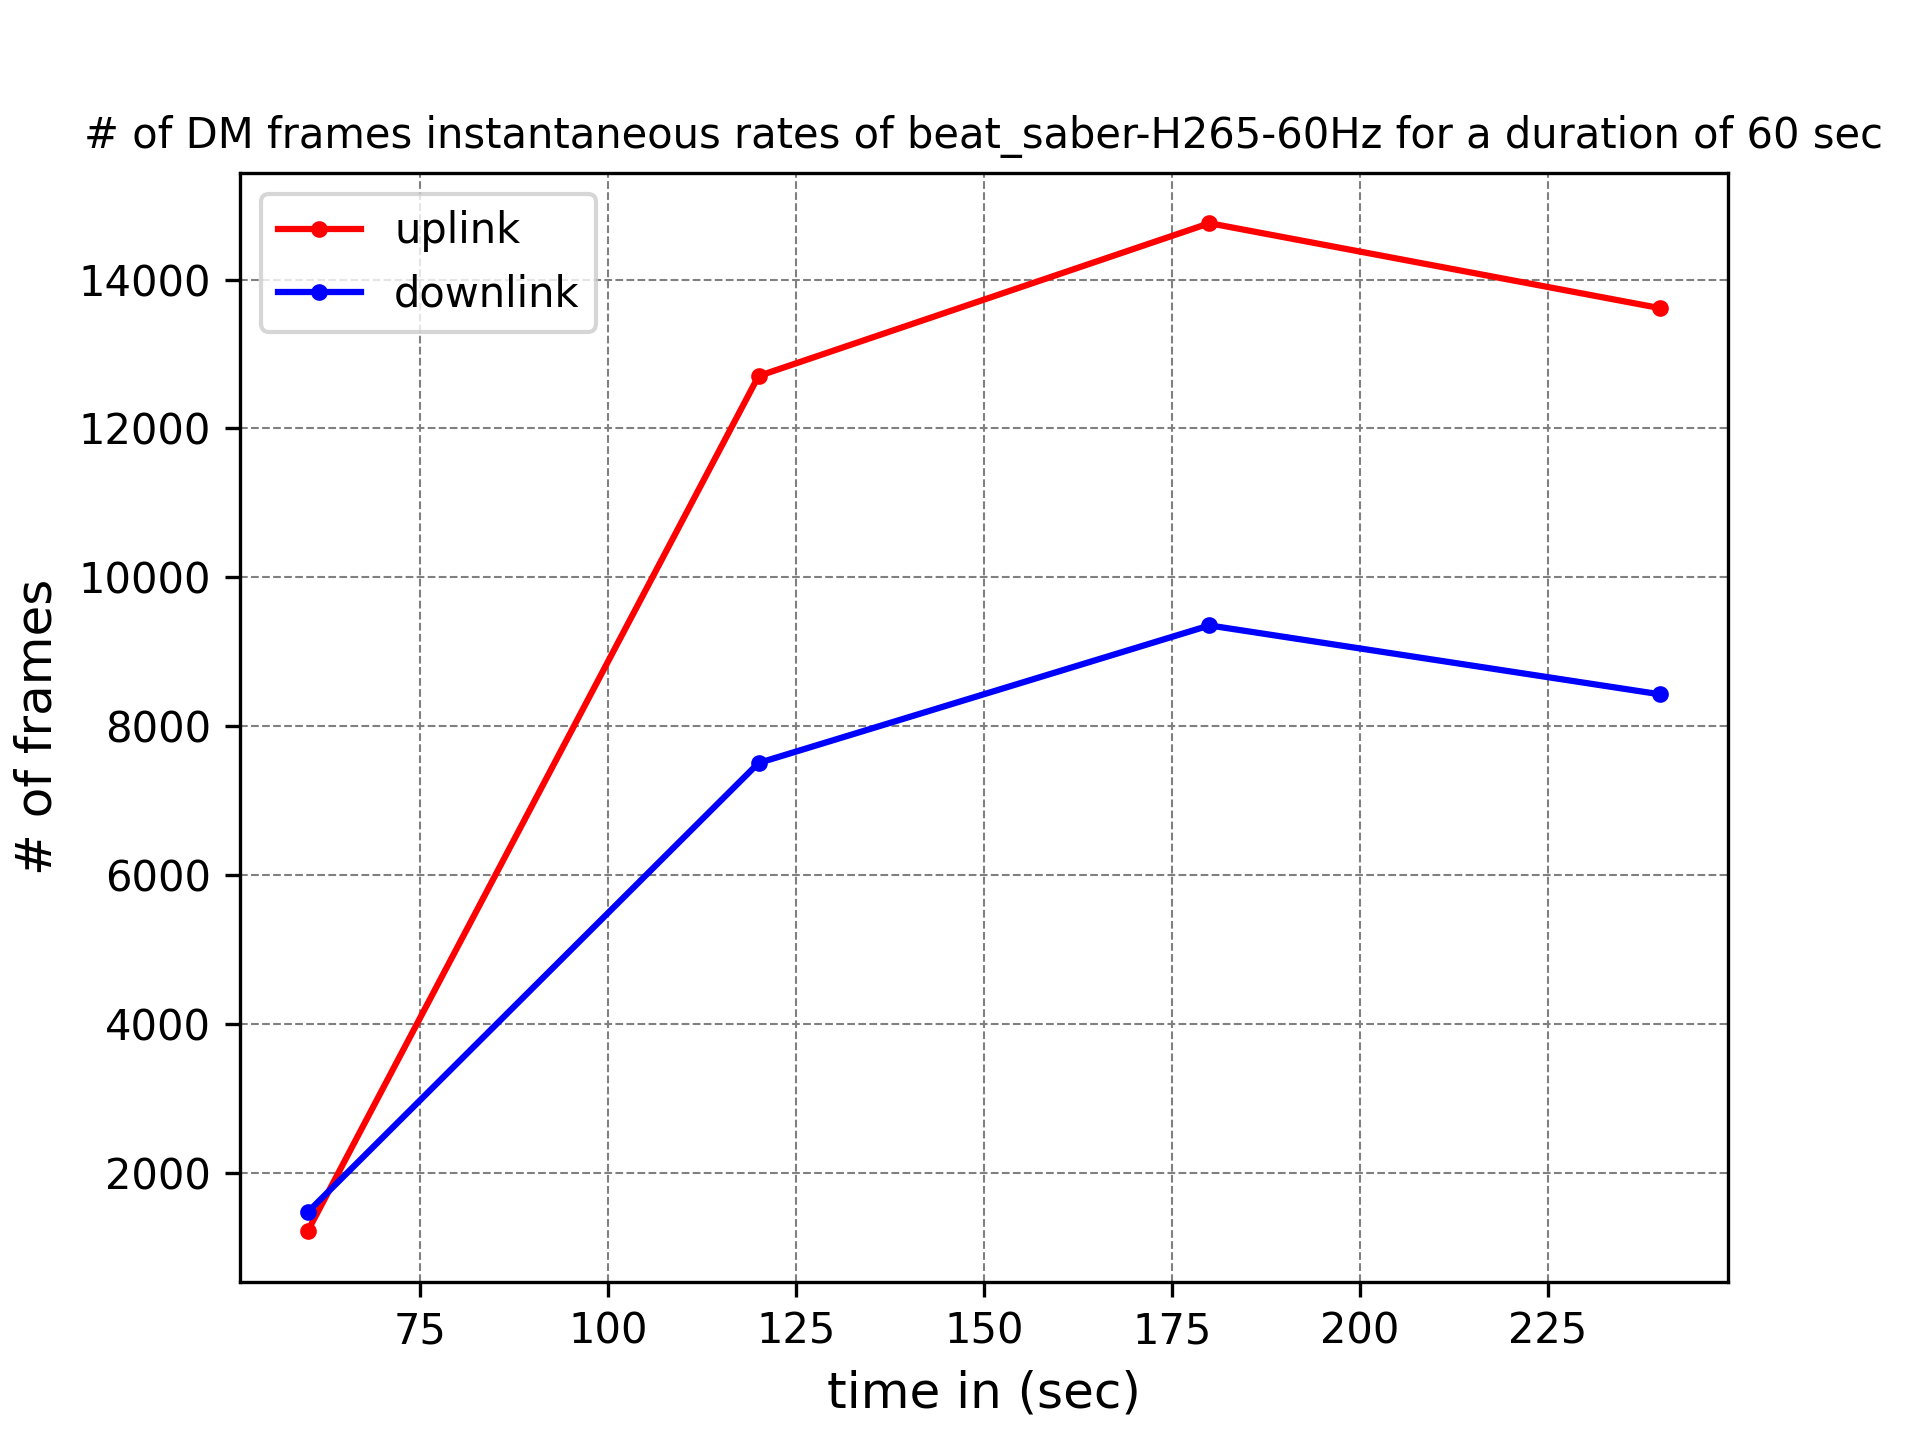 # of DM frames instantaneous rates of beat_saber-H265-60Hz for a duration of 60 sec
uplink
downlink
14000
12000
10000
8000
6000
4000
2000
# of frames
75 100 125 150 175 200 225
time in (sec)